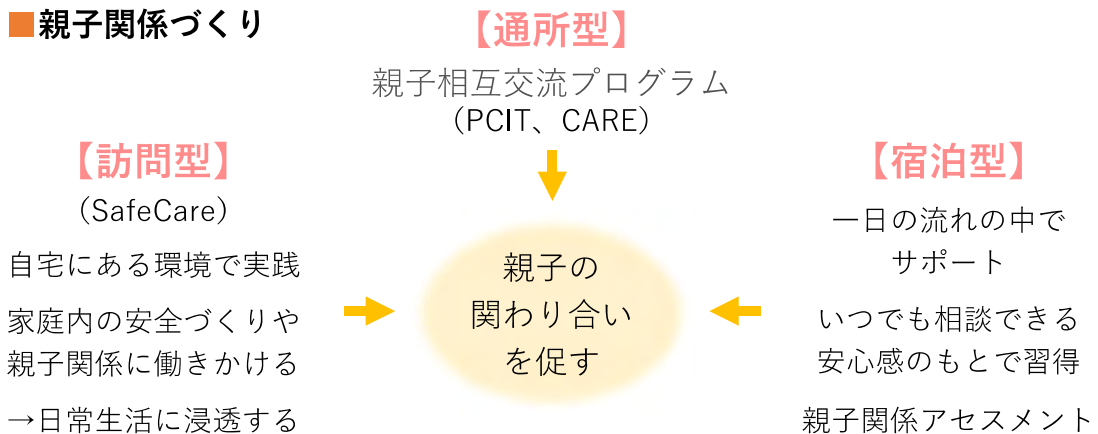 ■親子関係づくり
【通所型】
親子相互交流プログラム
（PCIT、CARE）
【訪問型】
（SafeCare）
自宅にある環境で実践
家庭内の安全づくりや
親子関係に働きかける
→日常生活に浸透する
親子の
関わり合い
を促す
【宿泊型】
一日の流れの中で
サポート
いつでも相談できる
安心感のもとで習得
親子関係アセスメント